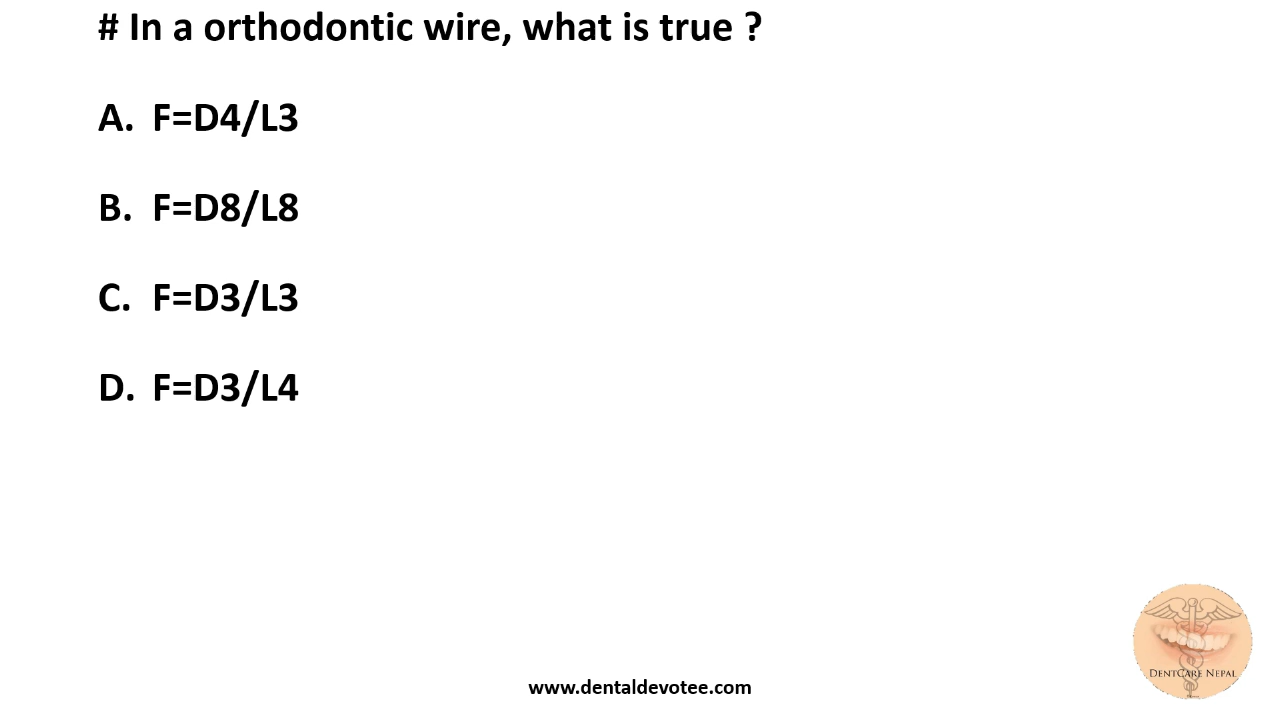 # In a orthodontic wire, what is true ?
A. F=D4/L3
B. F=D8/L8
C. F=D3/L3
D. F=D3/L4
DentCare Nepal
www.dentaldevotee.com